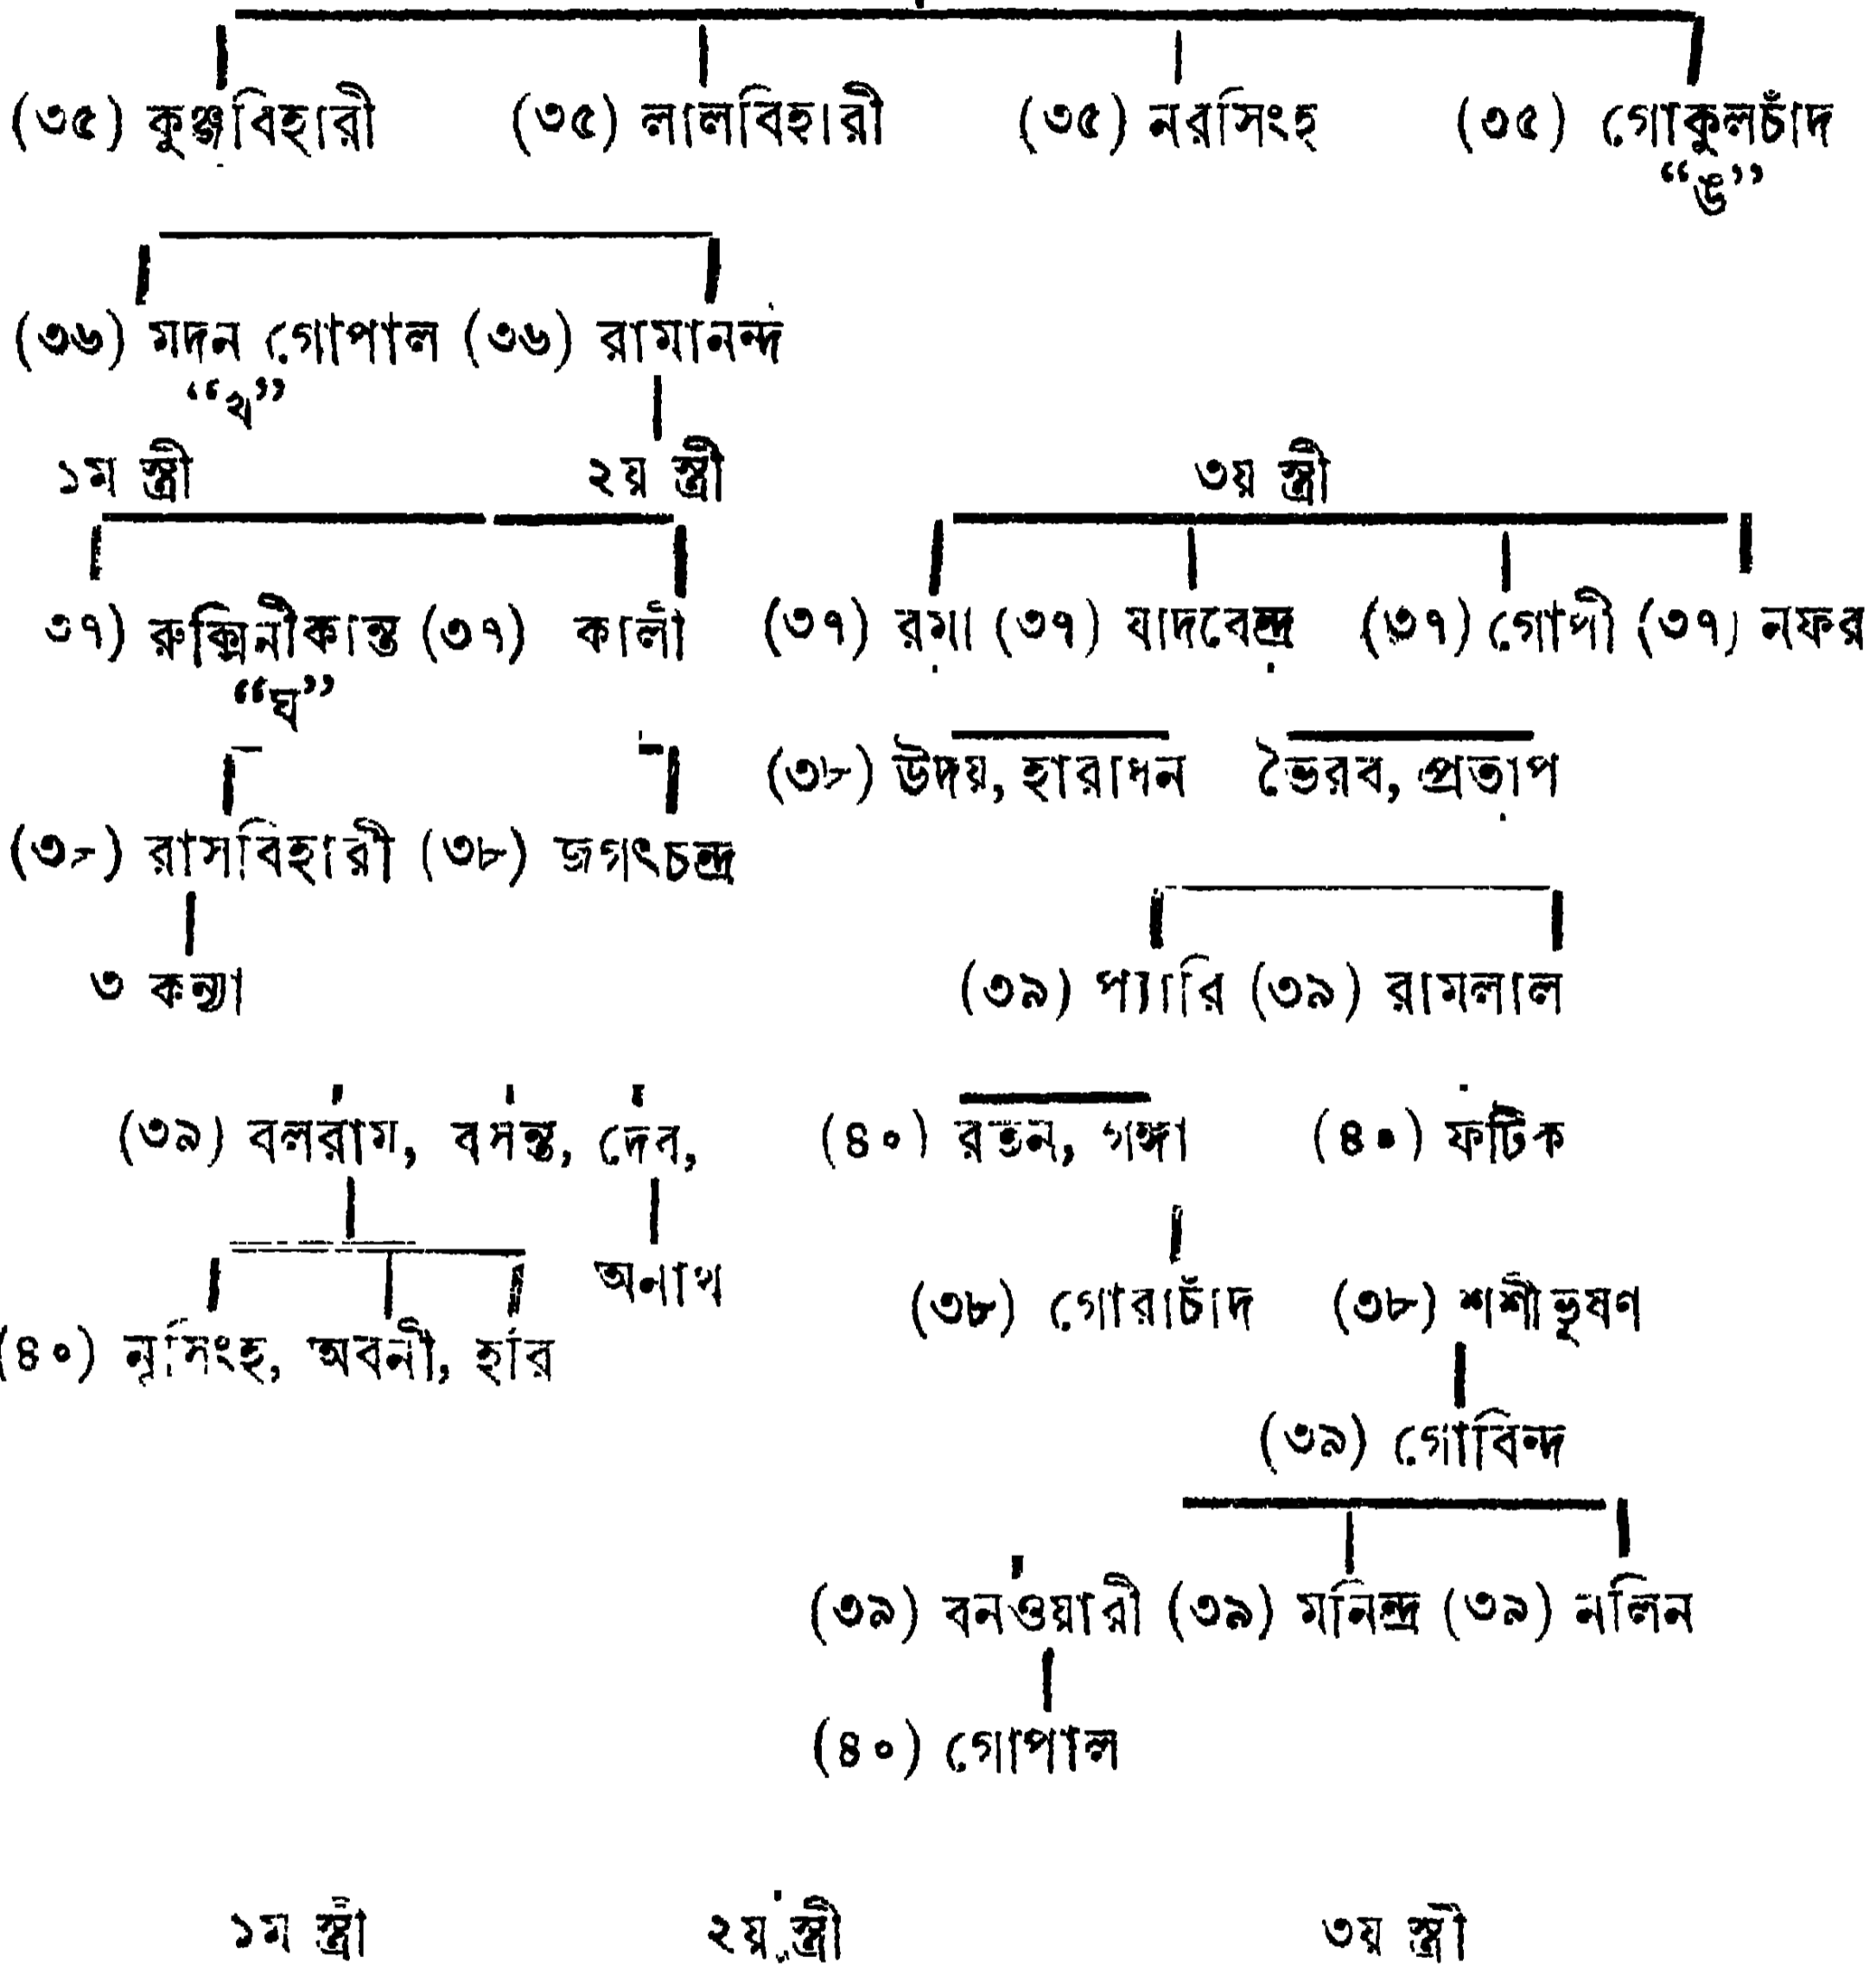 (৩৫) কুঞ্জবিহারী (৩৫) লালবিহারী (৩৫) নরসিংহ (৩৫) গোকুলচাঁদ
“ঙ”
(৩৬) মদন গোপাল (৩৬) রামানন্দ
“খ”
১ম স্ত্রী ২য় স্ত্রী ৩য় স্ত্রী
৩৭) রুক্মিনীকান্ত (৩৭) কালী (৩৭) রমা (৩৭) যাদবেন্দ্র (৩৭) গোপী (৩৭) নফর
“ঘ”
(৩৮) উদয়, হারাধন ভৈরব, প্রতাপ
(৩৮) রাসবিহারী (৩৮) জগৎচন্দ্র
৩ কন্যা (৩৯) প্যারি (৩৯) রামলাল
(৩৯) বলরাম, বসন্ত, দেব, (৪০) রতন, গঙ্গা (৪০) ফটিক
অনাথ (৩৮) গোরাচাঁদ (৩৮) শশীভূষণ
(৪০) নৃসিংহ, অবনী, হরি
(৩৯) গোবিন্দ
(৩৯) বনওয়ারী (৩৯) মনিন্দ্র (৩৯) নলিন
(৪০) গোপাল
১ম স্ত্রী ২য় স্ত্রী ৩য় স্ত্রী